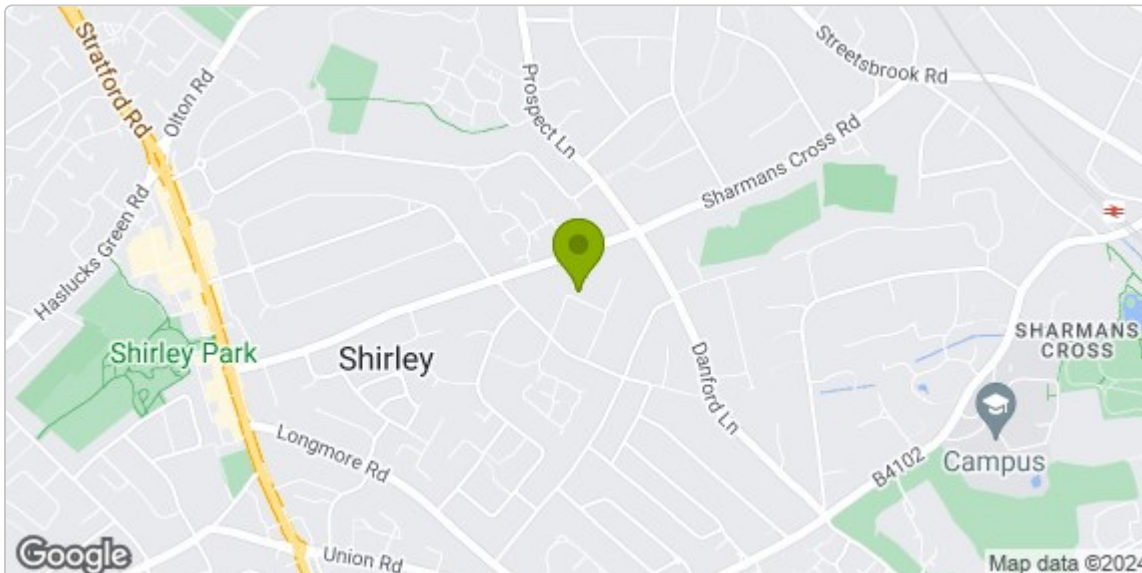 Stratford Rd
Olton Rd
Prospect Ln
Streetsbrook Rd
Sharmans Cross Rd
Haslucks Green Rd
Shirley Park
Shirley
Danford Ln
SHARMANS
CROSS
Longmore Rd
B4102
Campus
Union Rd
Google
Map data ©2024